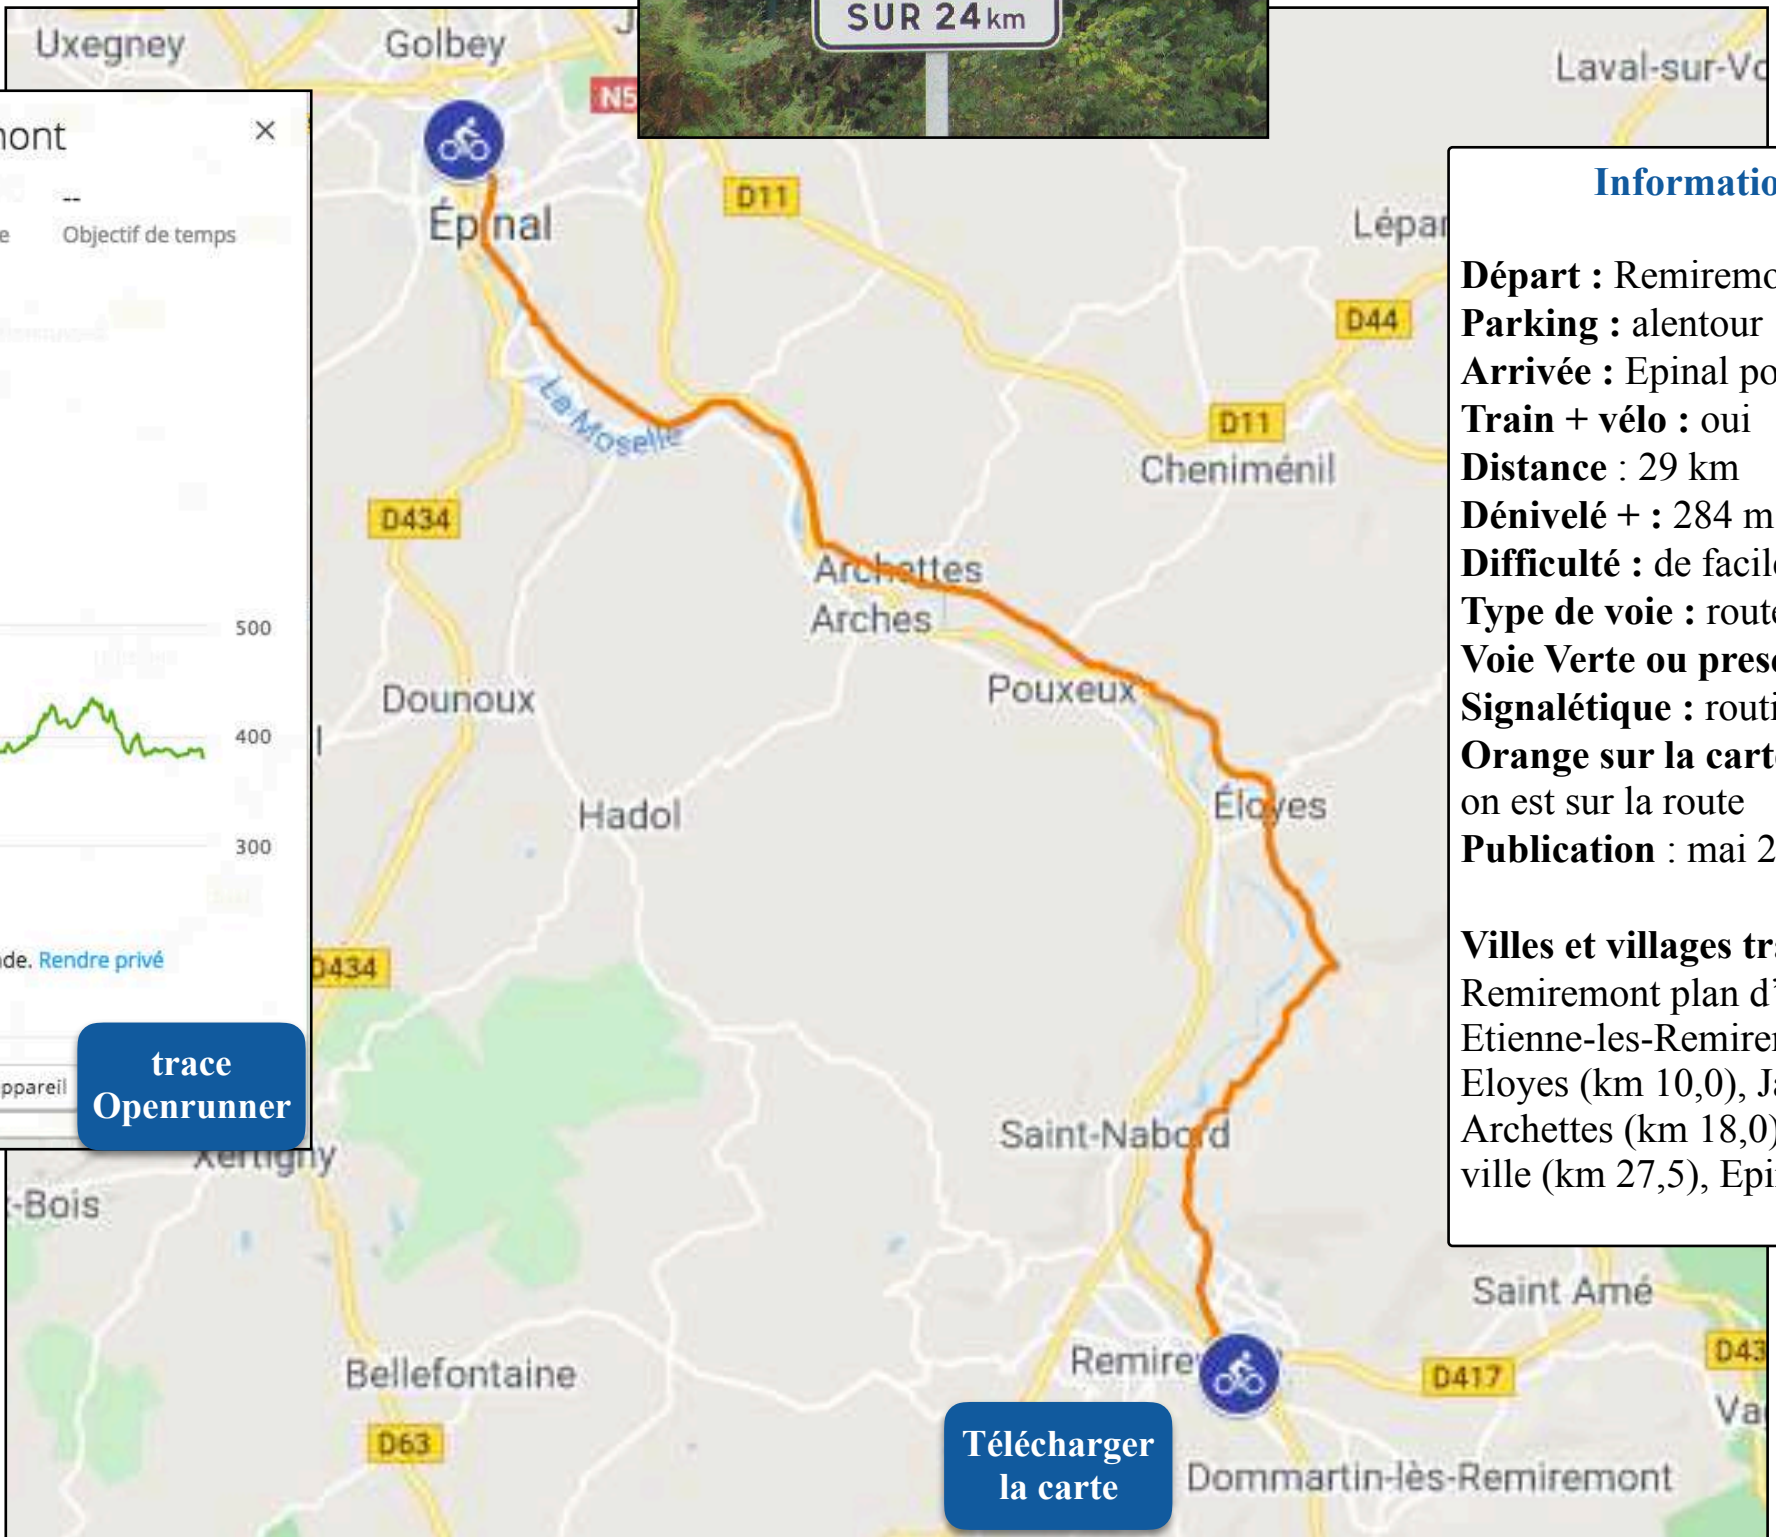 SUR 24 km
Uxegney
Golbey
N5
Laval-sur-Vo
mont
×
--
Objectif de temps
500
400
300
de. Rendre privé
ppareil
trace
Openrunner
Épinal
D11
Lépan
D44
D11
Cheniménil
La Moselle
D434
Archettes
Arches
Dounoux
Pouxeux
Hadol
Éloyes
D434
Saint-Nabord
Xertigny
-Bois
Bellefontaine
D63
Remire
D417
Saint Amé
D43
Va
Dommartin-lès-Remiremont
Télécharger
la carte
Informatio
Départ : Remiremo
Parking : alentour
Arrivée : Epinal po
Train + vélo : oui
Distance : 29 km
Dénivelé + : 284 m
Difficulté : de facile
Type de voie : route
Voie Verte ou presq
Signalétique : routi
Orange sur la carte
on est sur la route
Publication : mai 2
Villes et villages tra
Remiremont plan d’
Etienne-les-Remirem
Eloyes (km 10,0), Ja
Archettes (km 18,0)
ville (km 27,5), Epi